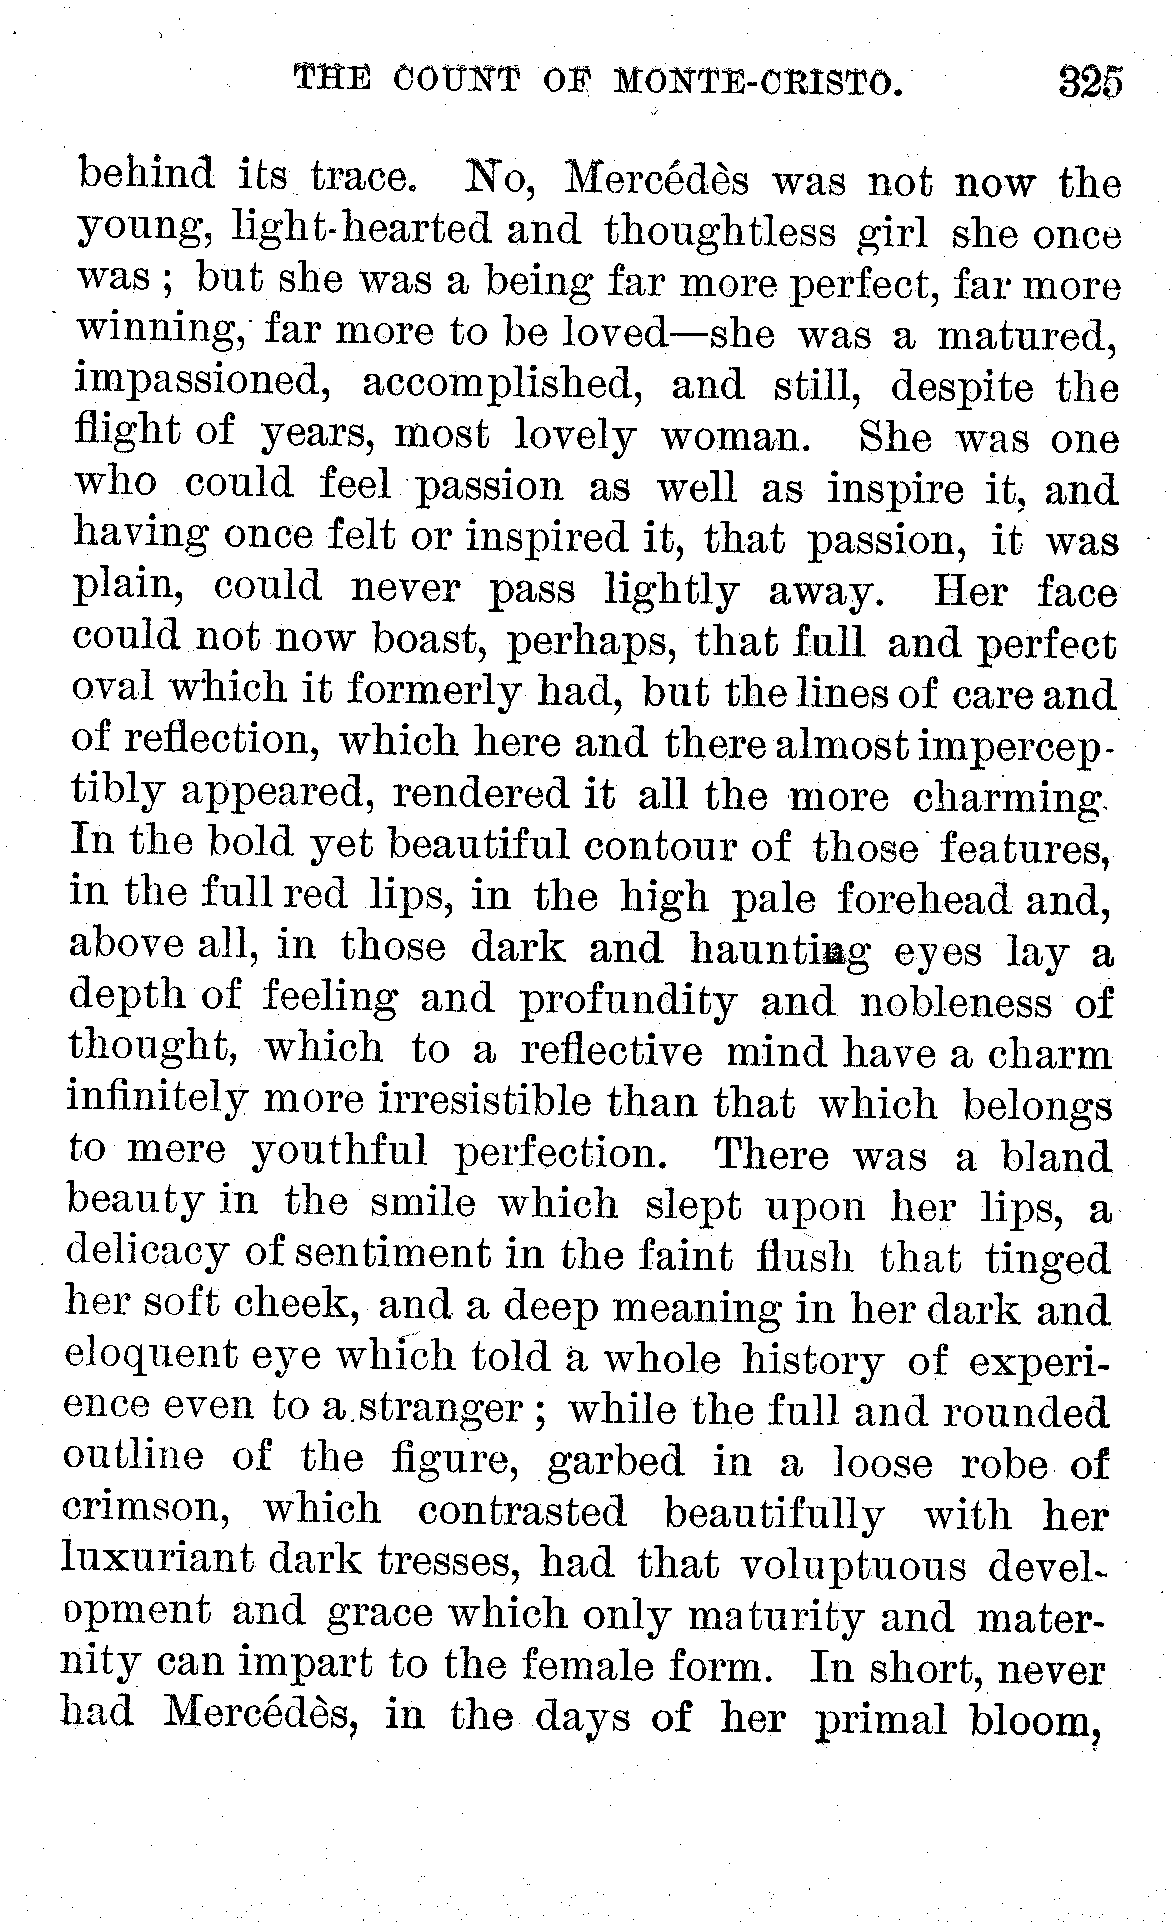 THE COUNT OF MONTE-CRISTO. 325
behind its trace. No, Mercédès was not now the
young, light-hearted and thoughtless girl she once
was ; but she was a being far more perfect, far more
winning, far more to be loved—she was a matured,
impassioned, accomplished, and still, despite the
flight of years, most lovely woman. She was one
who could feel passion as well as inspire it, and
having once felt or inspired it, that passion, it was
plain, could never pass lightly away. Her face
could not now boast, perhaps, that full and perfect
oval which it formerly had, but the lines of care and
of reflection, which here and there almost impercep-
tibly appeared, rendered it all the more charming.
In the bold yet beautiful contour of those features,
in the full red lips, in the high pale forehead and,
above all, in those dark and haunting eyes lay a
depth of feeling and profundity and nobleness of
thought, which to a reflective mind have a charm
infinitely more irresistible than that which belongs
to mere youthful perfection. There was a bland
beauty in the smile which slept upon her lips, a
delicacy of sentiment in the faint flush that tinged
her soft cheek, and a deep meaning in her dark and
eloquent eye which told a whole history of experi-
ence even to a stranger ; while the full and rounded
outline of the figure, garbed in a loose robe of
crimson, which contrasted beautifully with her
luxuriant dark tresses, had that voluptuous devel-
opment and grace which only maturity and mater-
nity can impart to the female form. In short, never
had Mercédès, in the days of her primal bloom,